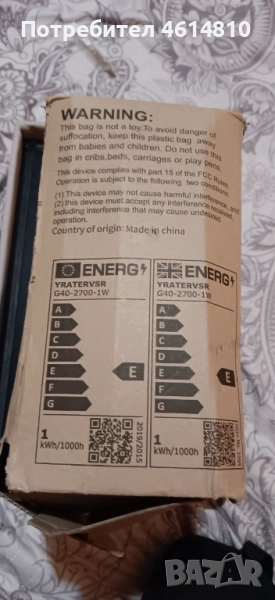 Потребител 4514810
WARNING:
This bag is not a toy.To avoid danger of
suffocation, keep this plastic bag away
from babies and children. Do not use this
bag in cribs,beds, carriages or play pens
This device complies with part 15 of the FCC Rules
Operation is subject to the following two conditions
(1) This device may not cause harmful interference, and
(2) this device must accept any interference received,
including interference that may cause undesired
operation.
Country of origin: Made in china
ENERG
YRATERVSR
G40-2700-1W
A
B
C
D
E
F
G
E
1
kWh/1000h
2019/2015
ENERG
YRATERVSR
G40-2700-1W
A
B
C
D
E
F
G
E
1
kWh/1000h
BAZAR